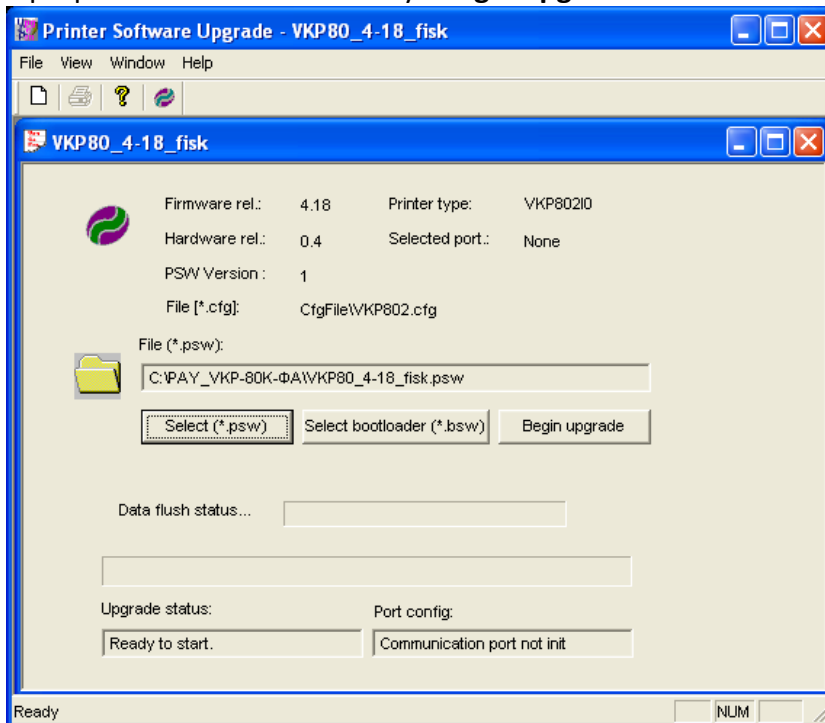 Printer Software Upgrade - VKP80_4-18_fisk
File View Window Help
VKP80_4-18_fisk
Firmware rel.: 4.18 Printer type: VKP802I0
Hardware rel.: 0.4 Selected port.: None
PSW Version : 1
File [*.cfg]: CfgFile\VKP802.cfg
File (*.psw):
C:\PAY_VKP-80K-ФА\VKP80_4-18_fisk.psw
Select (*.psw) Select bootloader (*.bsw) Begin upgrade
Data flush status...
Upgrade status: Port config:
Ready to start. Communication port not init
Ready NUM